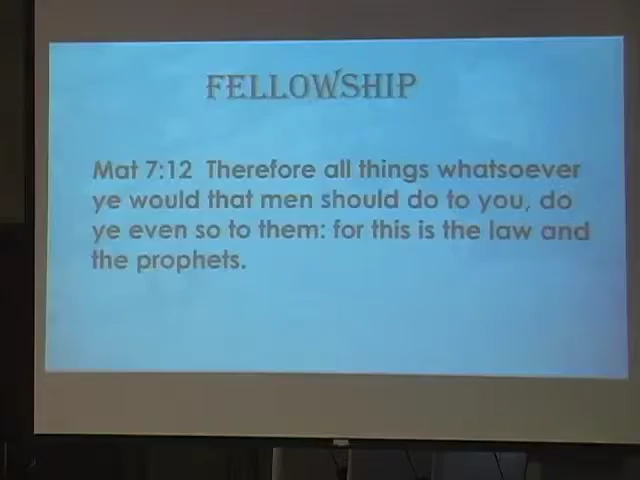 FELLOWSHIP
Mat 7:12 Therefore all things whatsoever
ye would that men should do to you, do
ye even so to them: for this is the law and
the prophets.